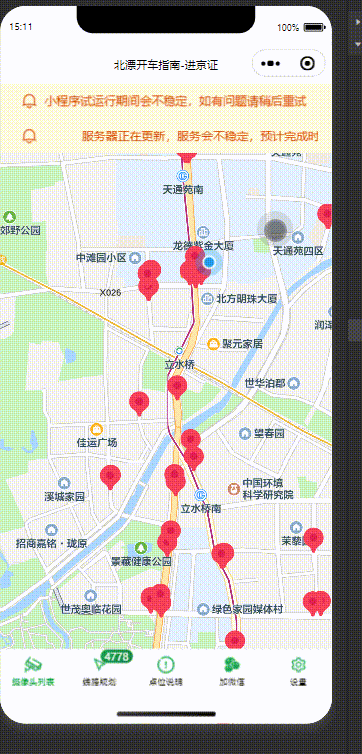 15:11
100%
北漂开车指南-进京证
小程序试运行期间会不稳定，如有问题请稍后重试
服务器正在更新，服务会不稳定，预计完成时
天通苑
天通苑南
郊野公园
龙德紫金大厦
天通苑四区
中滩园小区
X026
北方明珠大厦
润泽
聚元家居
立水桥
世华泊郡
佳运广场
望春园
溪城家园
中国环境
科学研究院
立水桥南
招商嘉铭·珑原
茉藜园
景观健康公园
世茂奥临花园
绿色家园媒体村
4778
摄像头列表
线路规划
点位说明
加微信
设置